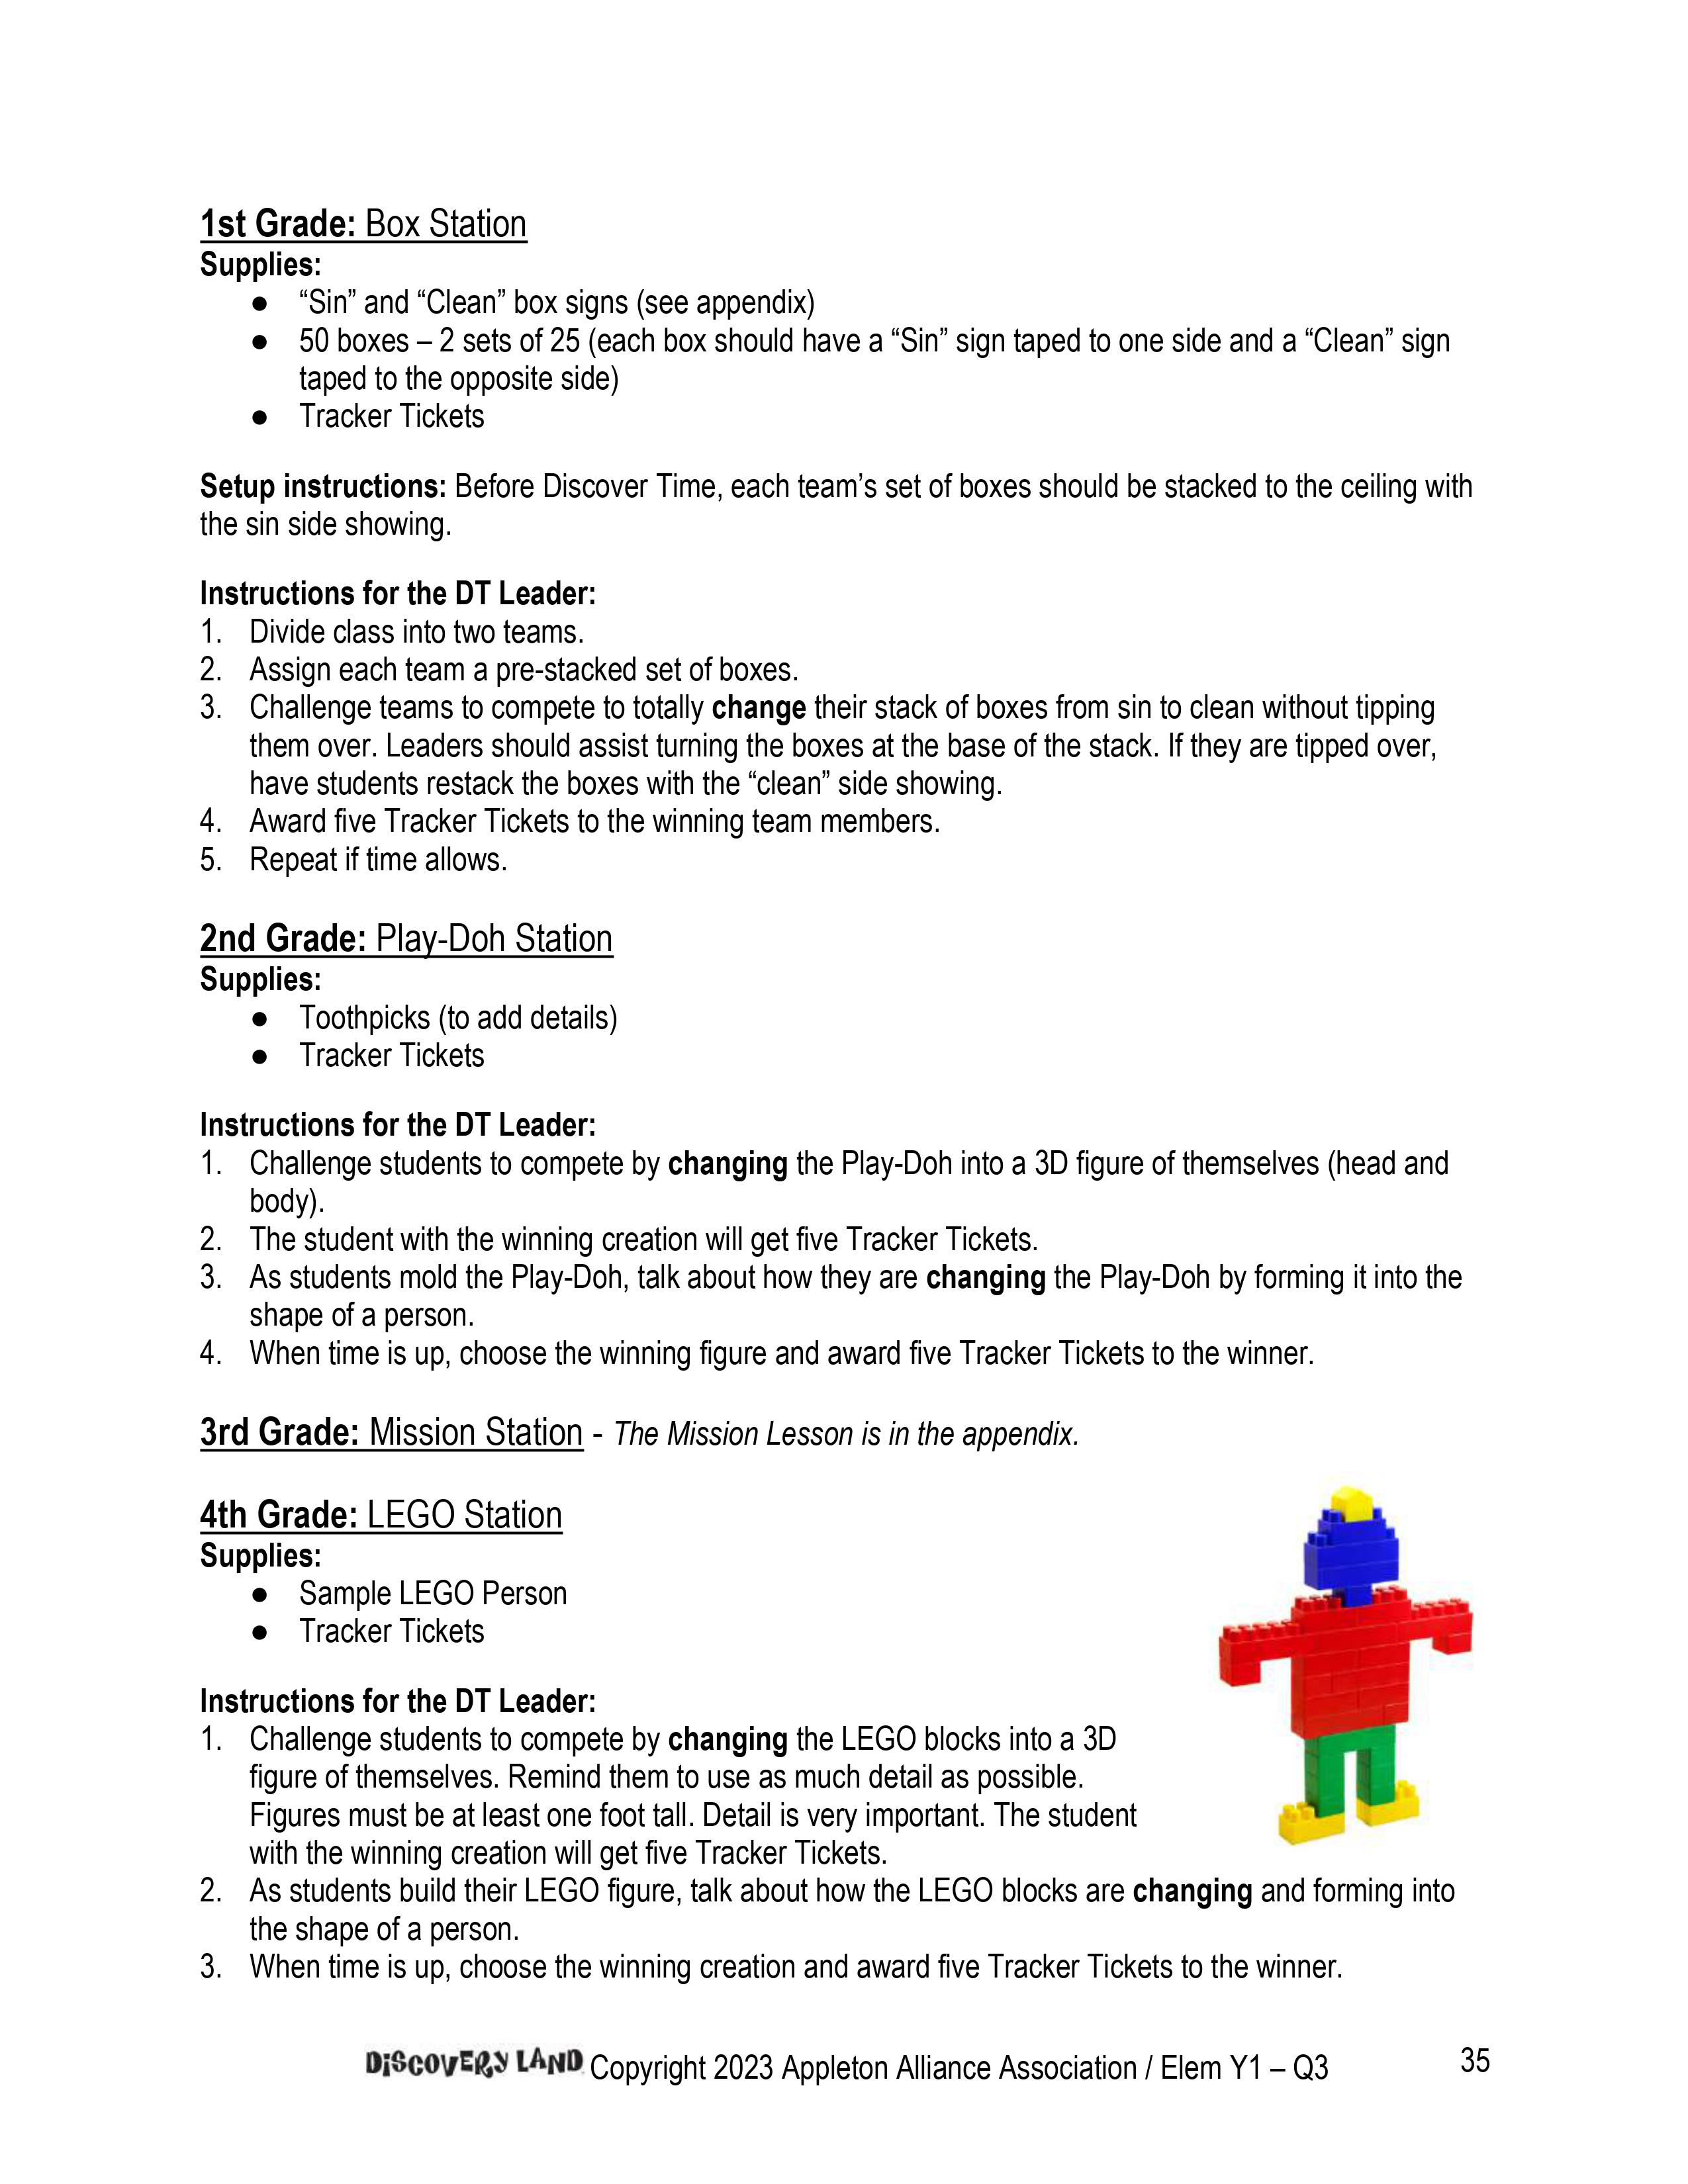 1st Grade: Box Station
Supplies:
● “Sin” and “Clean” box signs (see appendix)
● 50 boxes – 2 sets of 25 (each box should have a “Sin” sign taped to one side and a “Clean” sign
taped to the opposite side)
● Tracker Tickets
Setup instructions: Before Discover Time, each team’s set of boxes should be stacked to the ceiling with
the sin side showing.
Instructions for the DT Leader:
1. Divide class into two teams.
2. Assign each team a pre-stacked set of boxes.
3. Challenge teams to compete to totally change their stack of boxes from sin to clean without tipping
them over. Leaders should assist turning the boxes at the base of the stack. If they are tipped over,
have students restack the boxes with the “clean” side showing.
4. Award five Tracker Tickets to the winning team members.
5. Repeat if time allows.
2nd Grade: Play-Doh Station
Supplies:
● Toothpicks (to add details)
● Tracker Tickets
Instructions for the DT Leader:
1. Challenge students to compete by changing the Play-Doh into a 3D figure of themselves (head and
body).
2. The student with the winning creation will get five Tracker Tickets.
3. As students mold the Play-Doh, talk about how they are changing the Play-Doh by forming it into the
shape of a person.
4. When time is up, choose the winning figure and award five Tracker Tickets to the winner.
3rd Grade: Mission Station - The Mission Lesson is in the appendix.
4th Grade: LEGO Station
Supplies:
● Sample LEGO Person
● Tracker Tickets
Instructions for the DT Leader:
1. Challenge students to compete by changing the LEGO blocks into a 3D
figure of themselves. Remind them to use as much detail as possible.
Figures must be at least one foot tall. Detail is very important. The student
with the winning creation will get five Tracker Tickets.
2. As students build their LEGO figure, talk about how the LEGO blocks are changing and forming into
the shape of a person.
3. When time is up, choose the winning creation and award five Tracker Tickets to the winner.
DiSCOVERY LAND Copyright 2023 Appleton Alliance Association / Elem Y1 – Q3 35